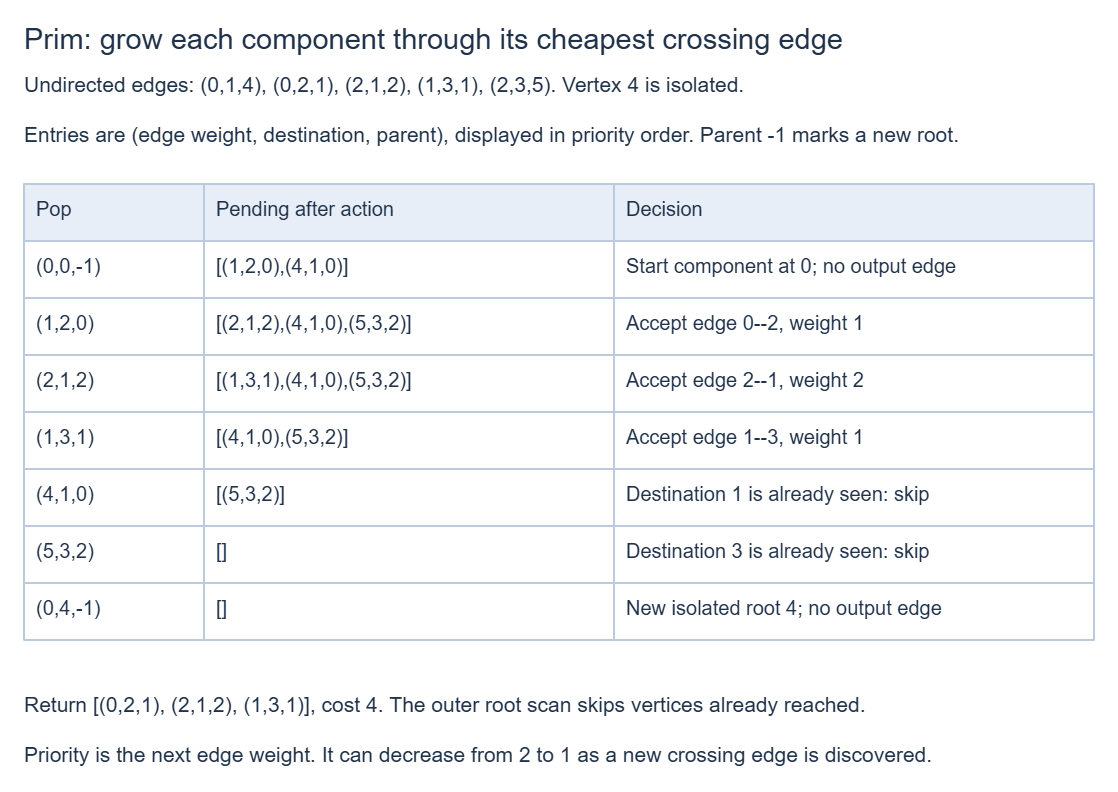 Prim: grow each component through its cheapest crossing edge
Undirected edges: (0,1,4), (0,2,1), (2,1,2), (1,3,1), (2,3,5). Vertex 4 is isolated.
Entries are (edge weight, destination, parent), displayed in priority order. Parent -1 marks a new root.
Pop Pending after action Decision
(0,0,-1) [(1,2,0),(4,1,0)] Start component at 0; no output edge
(1,2,0) [(2,1,2),(4,1,0),(5,3,2)] Accept edge 0--2, weight 1
(2,1,2) [(1,3,1),(4,1,0),(5,3,2)] Accept edge 2--1, weight 2
(1,3,1) [(4,1,0),(5,3,2)] Accept edge 1--3, weight 1
(4,1,0) [(5,3,2)] Destination 1 is already seen: skip
(5,3,2) [] Destination 3 is already seen: skip
(0,4,-1) [] New isolated root 4; no output edge
Return [(0,2,1), (2,1,2), (1,3,1)], cost 4. The outer root scan skips vertices already reached.
Priority is the next edge weight. It can decrease from 2 to 1 as a new crossing edge is discovered.